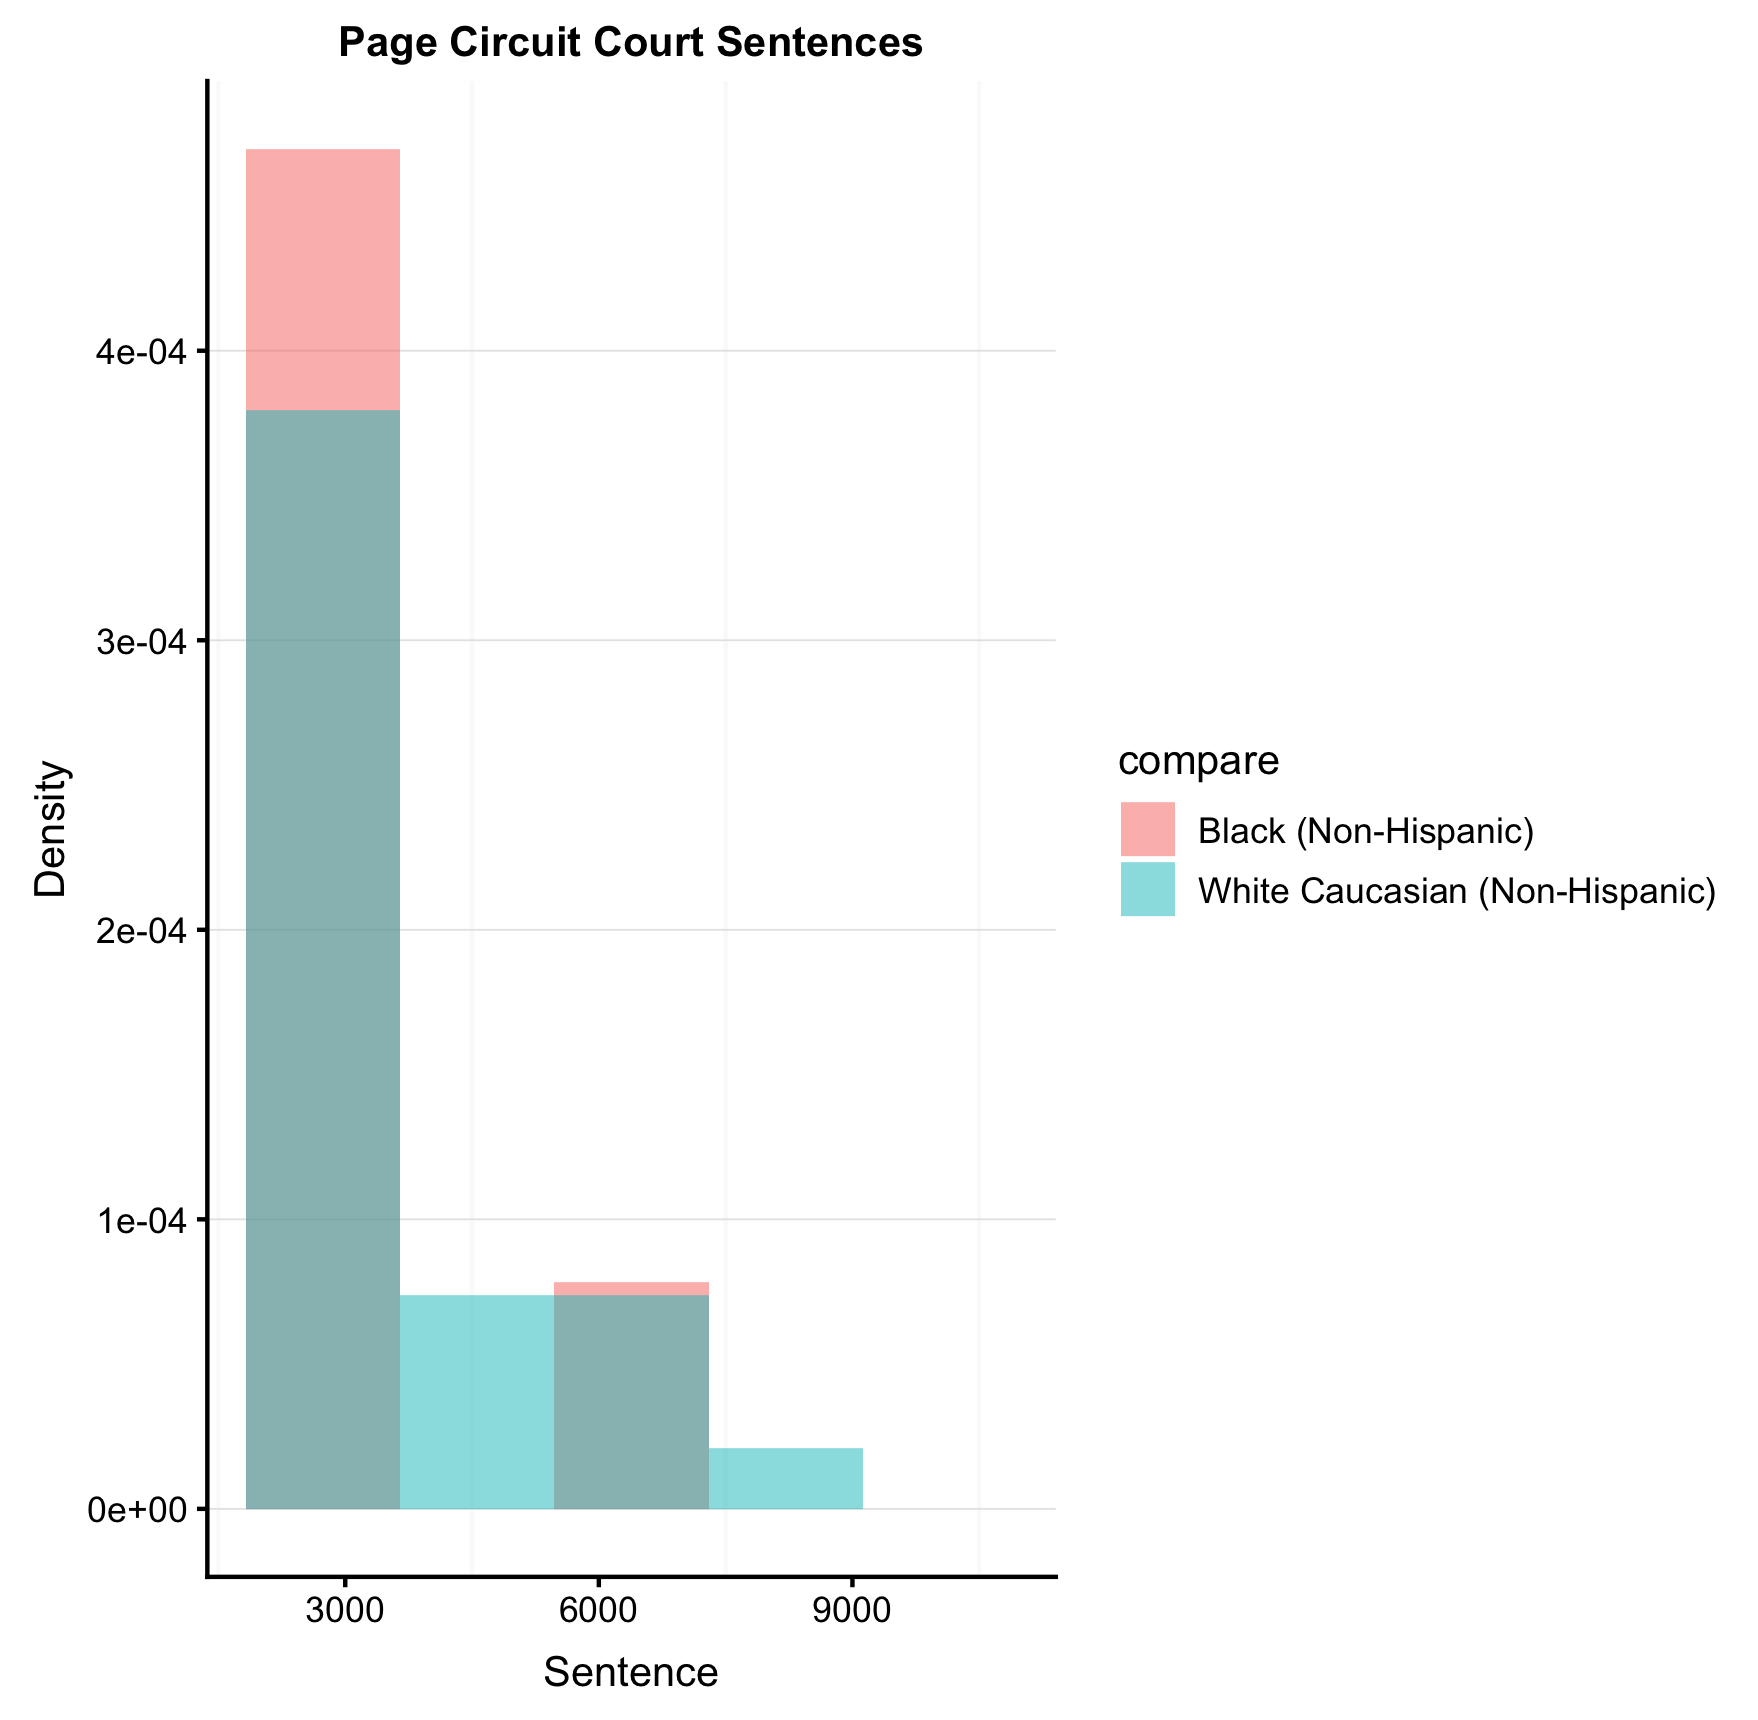 Page Circuit Court Sentences
4e-04
3e-04
2e-04
1e-04
0e+00
Density
3000 6000 9000
Sentence
compare
Black (Non-Hispanic)
White Caucasian (Non-Hispanic)